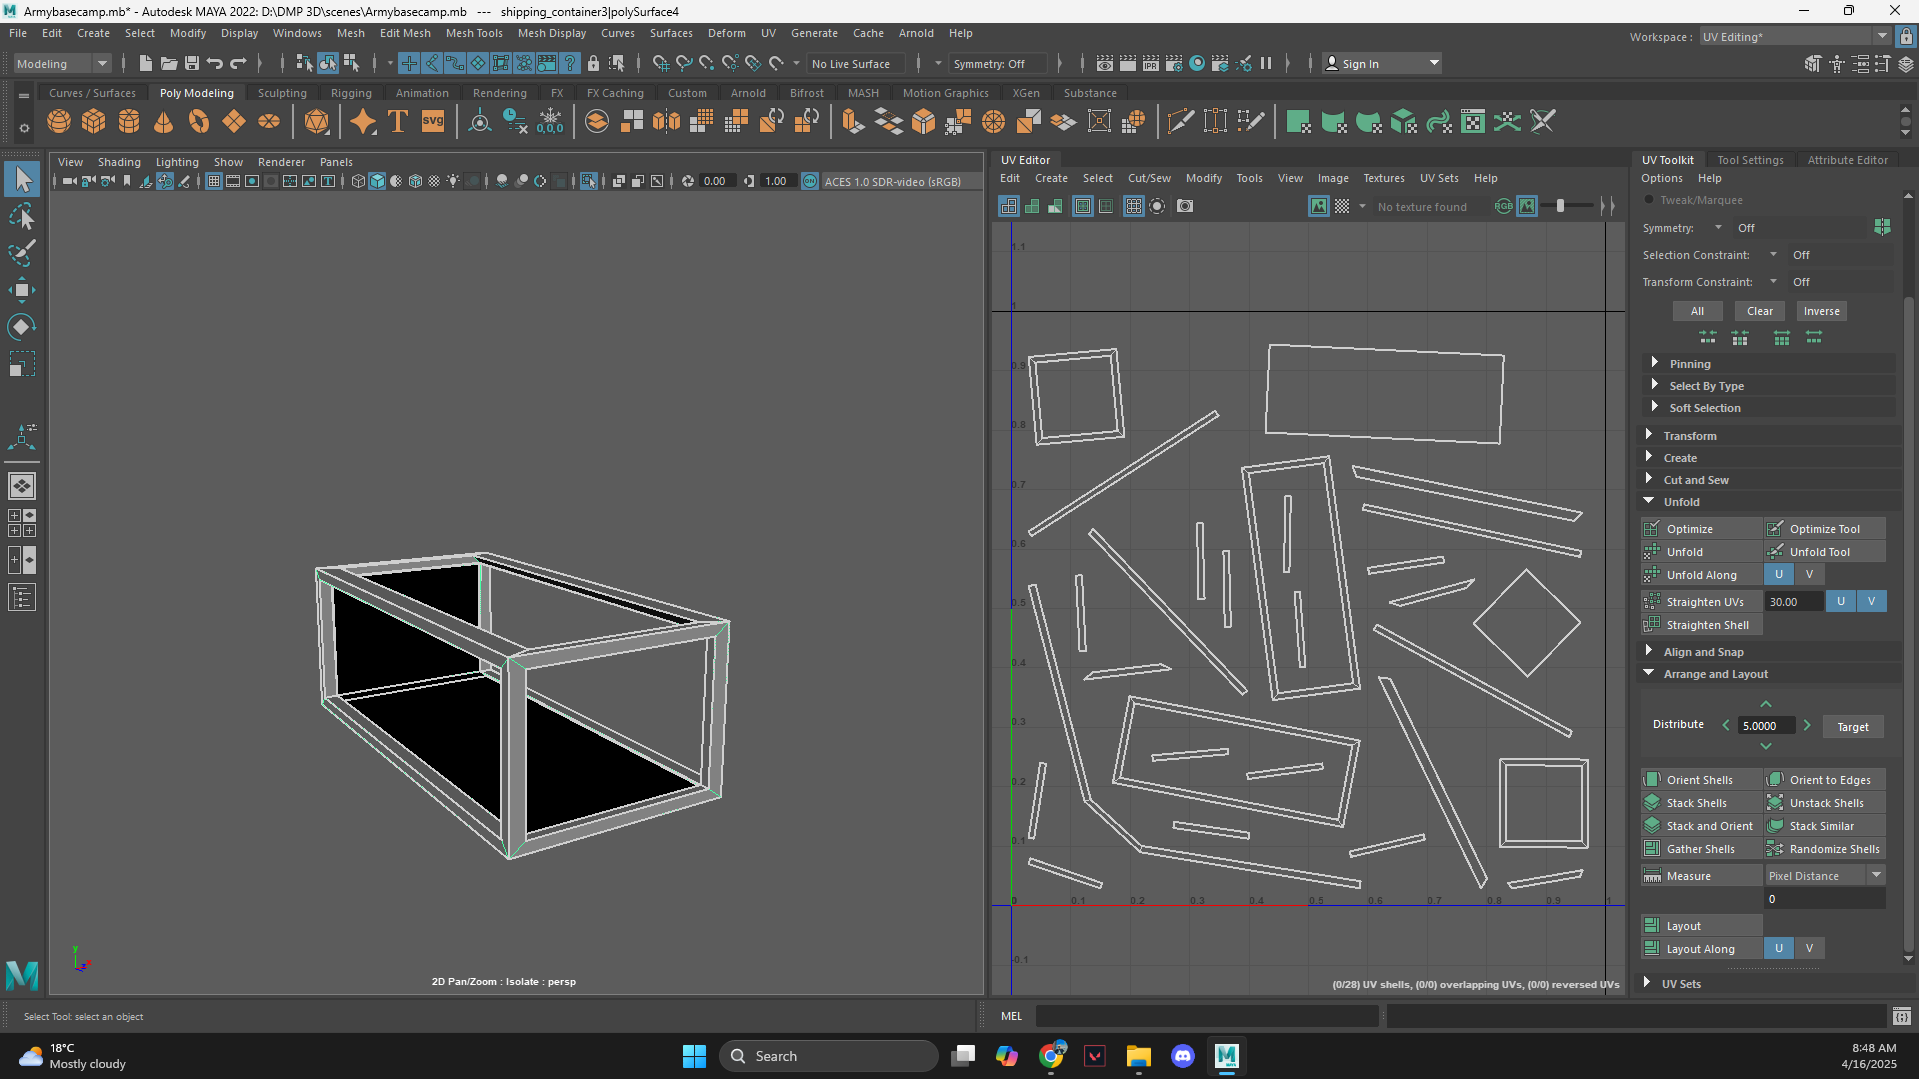 Armybasecamp.mb* - Autodesk MAYA 2022: D:\DMP 3D\scenes\Armybasecamp.mb   ---   shipping_container3|polySurface4
File Edit Create Select Modify Display Windows Mesh Edit Mesh Mesh Tools Mesh Display Curves Surfaces Deform UV Generate Cache Arnold Help
Workspace : UV Editing*
Modeling
No Live Surface
Symmetry: Off
IPR
Sign In
Curves / Surfaces Poly Modeling Sculpting Rigging Animation Rendering FX FX Caching Custom Arnold Bifrost MASH Motion Graphics XGen Substance
T svg 0,0,0
View Shading Lighting Show Renderer Panels
0.00 1.00 ON ACES 1.0 SDR-video (sRGB)
2D Pan/Zoom : Isolate : persp
y
x
UV Editor
Edit Create Select Cut/Sew Modify Tools View Image Textures UV Sets Help
No texture found
RGB
1.1
1
0.9
0.8
0.7
0.6
0.5
0.4
0.3
0.2
0.1
0 0.1 0.2 0.3 0.4 0.5 0.6 0.7 0.8 0.9 1
-0.1
(0/28) UV shells, (0/0) overlapping UVs, (0/0) reversed UVs
UV Toolkit Tool Settings Attribute Editor
Options Help
Tweak/Marquee
Symmetry: Off
Selection Constraint: Off
Transform Constraint: Off
All Clear Inverse
Pinning
Select By Type
Soft Selection
Transform
Create
Cut and Sew
Unfold
Optimize Optimize Tool
Unfold Unfold Tool
Unfold Along U V
Straighten UVs 30.00 U V
Straighten Shell
Align and Snap
Arrange and Layout
Distribute 5.0000 Target
Orient Shells Orient to Edges
Stack Shells Unstack Shells
Stack and Orient Stack Similar
Gather Shells Randomize Shells
Measure Pixel Distance
0
Layout
Layout Along U V
UV Sets
Select Tool: select an object
MEL
18°C
Mostly cloudy
Search
8:48 AM
4/16/2025